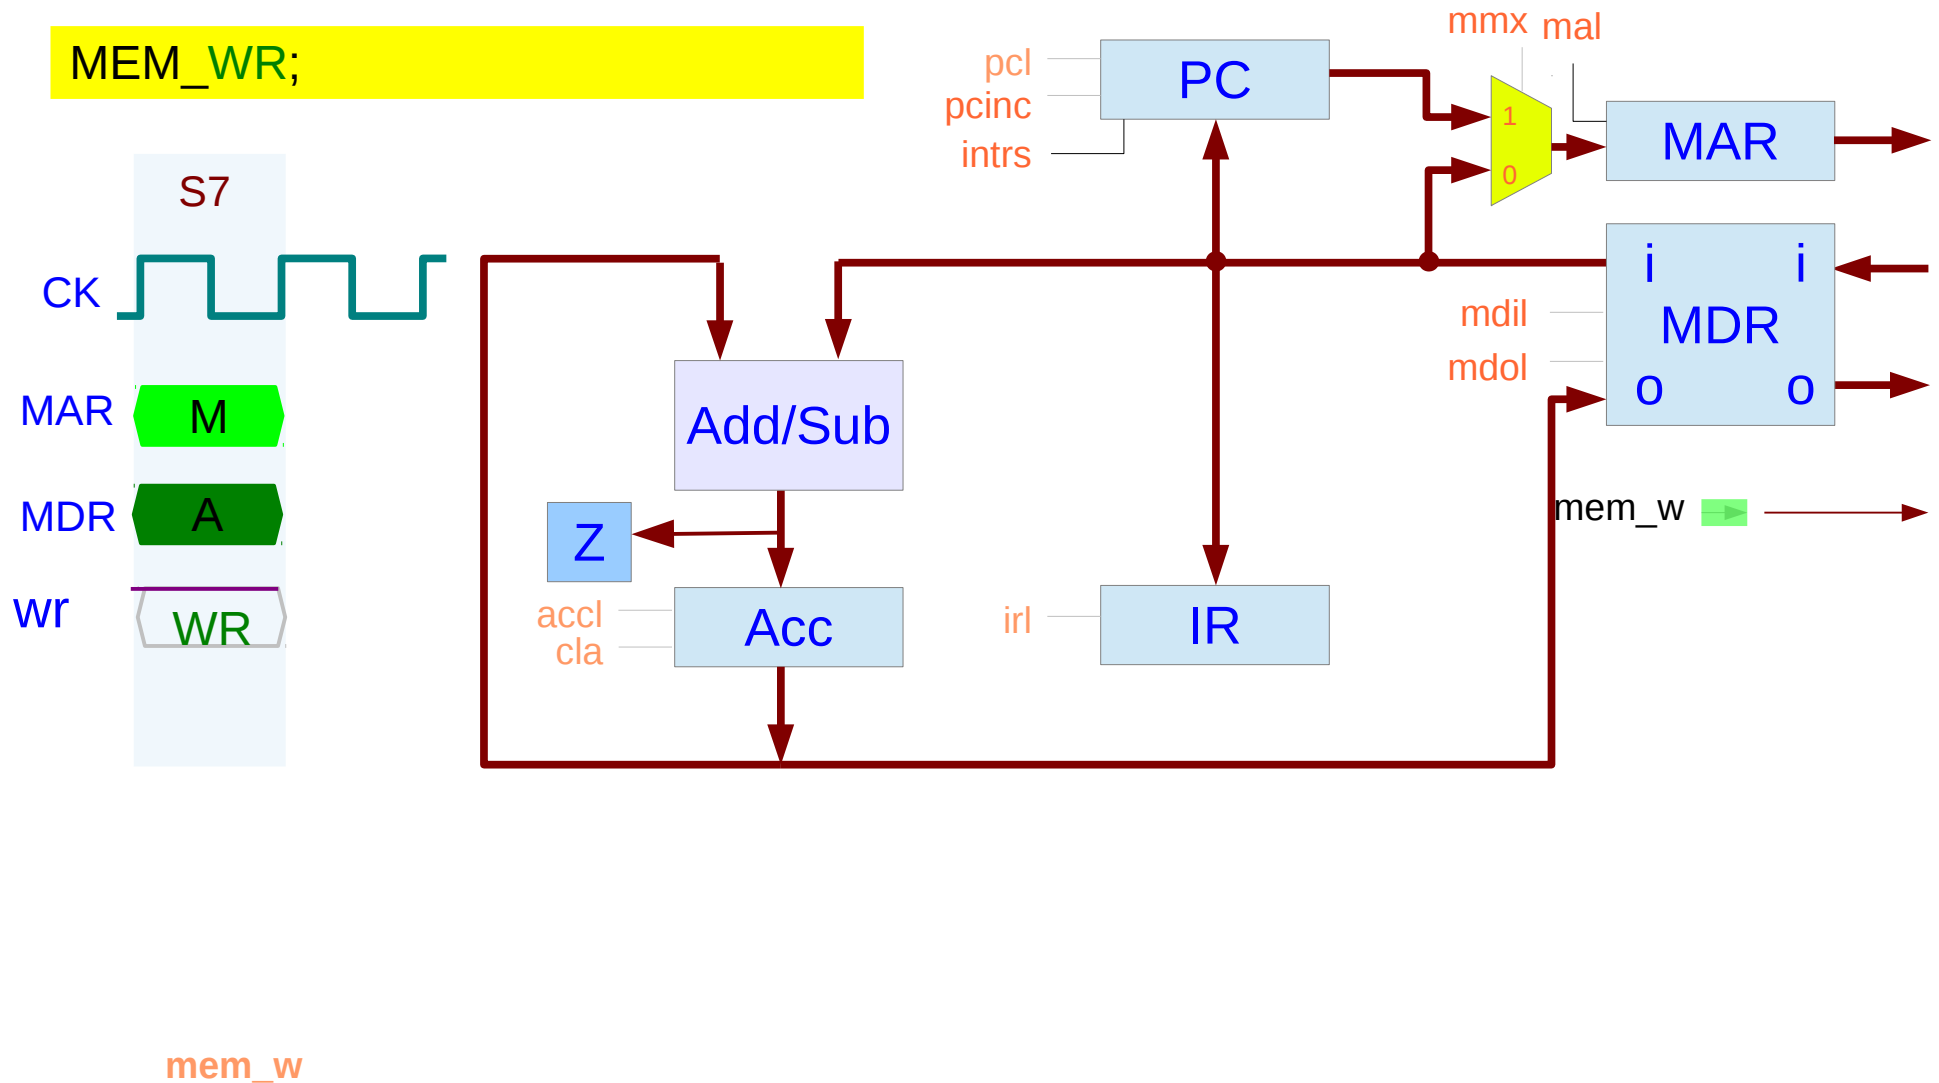 MEM_WR;
S7
CK
MAR
M
MDR
A
wr
WR
pcl
pcinc
intrs
PC
mmx
mal
1
0
MAR
i
i
MDR
o
o
mdil
mdol
mem_w
Add/Sub
Z
accl
cla
Acc
irl
IR
mem_w